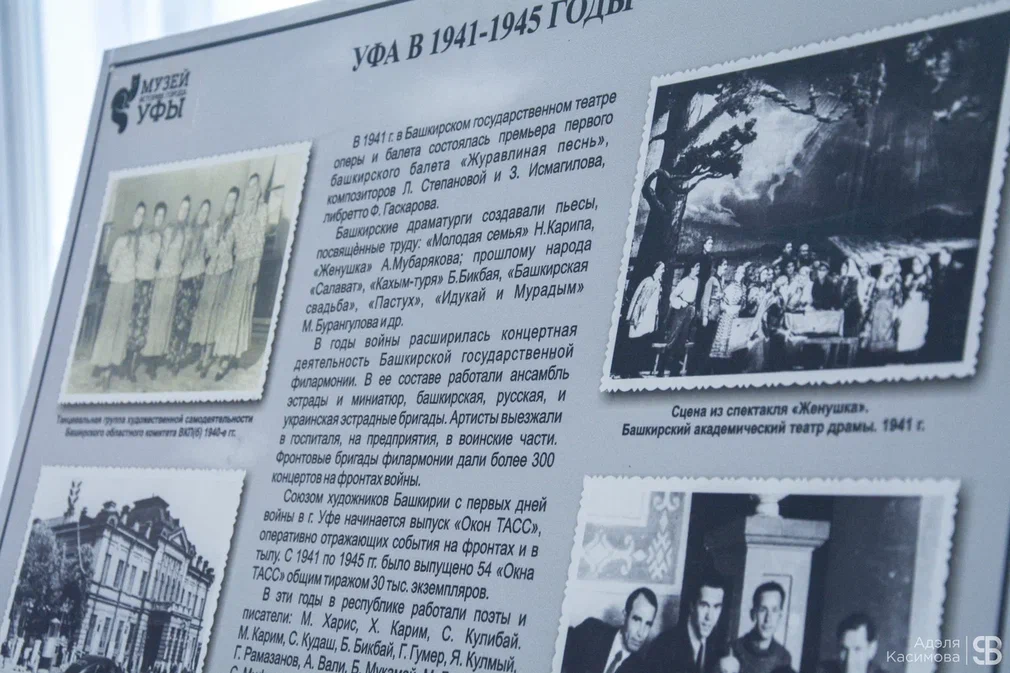 УФА В 1941-1945 ГОДЫ
МУЗЕЙ
ИСТОРИИ ГОРОДА
УФЫ
В 1941 г. в Башкирском государственном театре
оперы и балета состоялась премьера первого
башкирского балета «Журавлиная песнь»,
композиторов Л. Степановой и З. Исмагилова,
либретто Ф. Гаскарова.
Башкирские драматурги создавали пьесы,
посвящённые труду: «Молодая семья» Н.Карипа,
«Женушка» А.Мубарякова; прошлому народа
«Салават», «Кахым-туря» Б.Бикбая, «Башкирская
свадьба», «Пастух», «Идукай и Мурадым»
М. Бурангулова и др.
В годы войны расширилась концертная
деятельность Башкирской государственной
филармонии. В ее составе работали ансамбль
эстрады и миниатюр, башкирская, русская, и
украинская эстрадные бригады. Артисты выезжали
в госпиталя, на предприятия, в воинские части.
Фронтовые бригады филармонии дали более 300
концертов на фронтах войны.
Союзом художников Башкирии с первых дней
войны в г. Уфе начинается выпуск «Окон ТАСС»,
оперативно отражающих события на фронтах и в
тылу. С 1941 по 1945 гг. было выпущено 54 «Окна
ТАСС» общим тиражом 30 тыс. экземпляров.
В эти годы в республике работали поэты и
писатели: М. Харис, Х. Карим, С. Кулибай.
М. Карим, С. Кудаш, Б. Бикбай, Г. Гумер, Я. Кулмый,
Г. Рамазанов, А. Вали, Б. Мукамай,
Танцевальная группа художественной самодеятельности
Башкирского областного комитета ВКП(б) 1940-е гг.
Сцена из спектакля «Женушка».
Башкирский академический театр драмы. 1941 г.
Адэля
Касимова